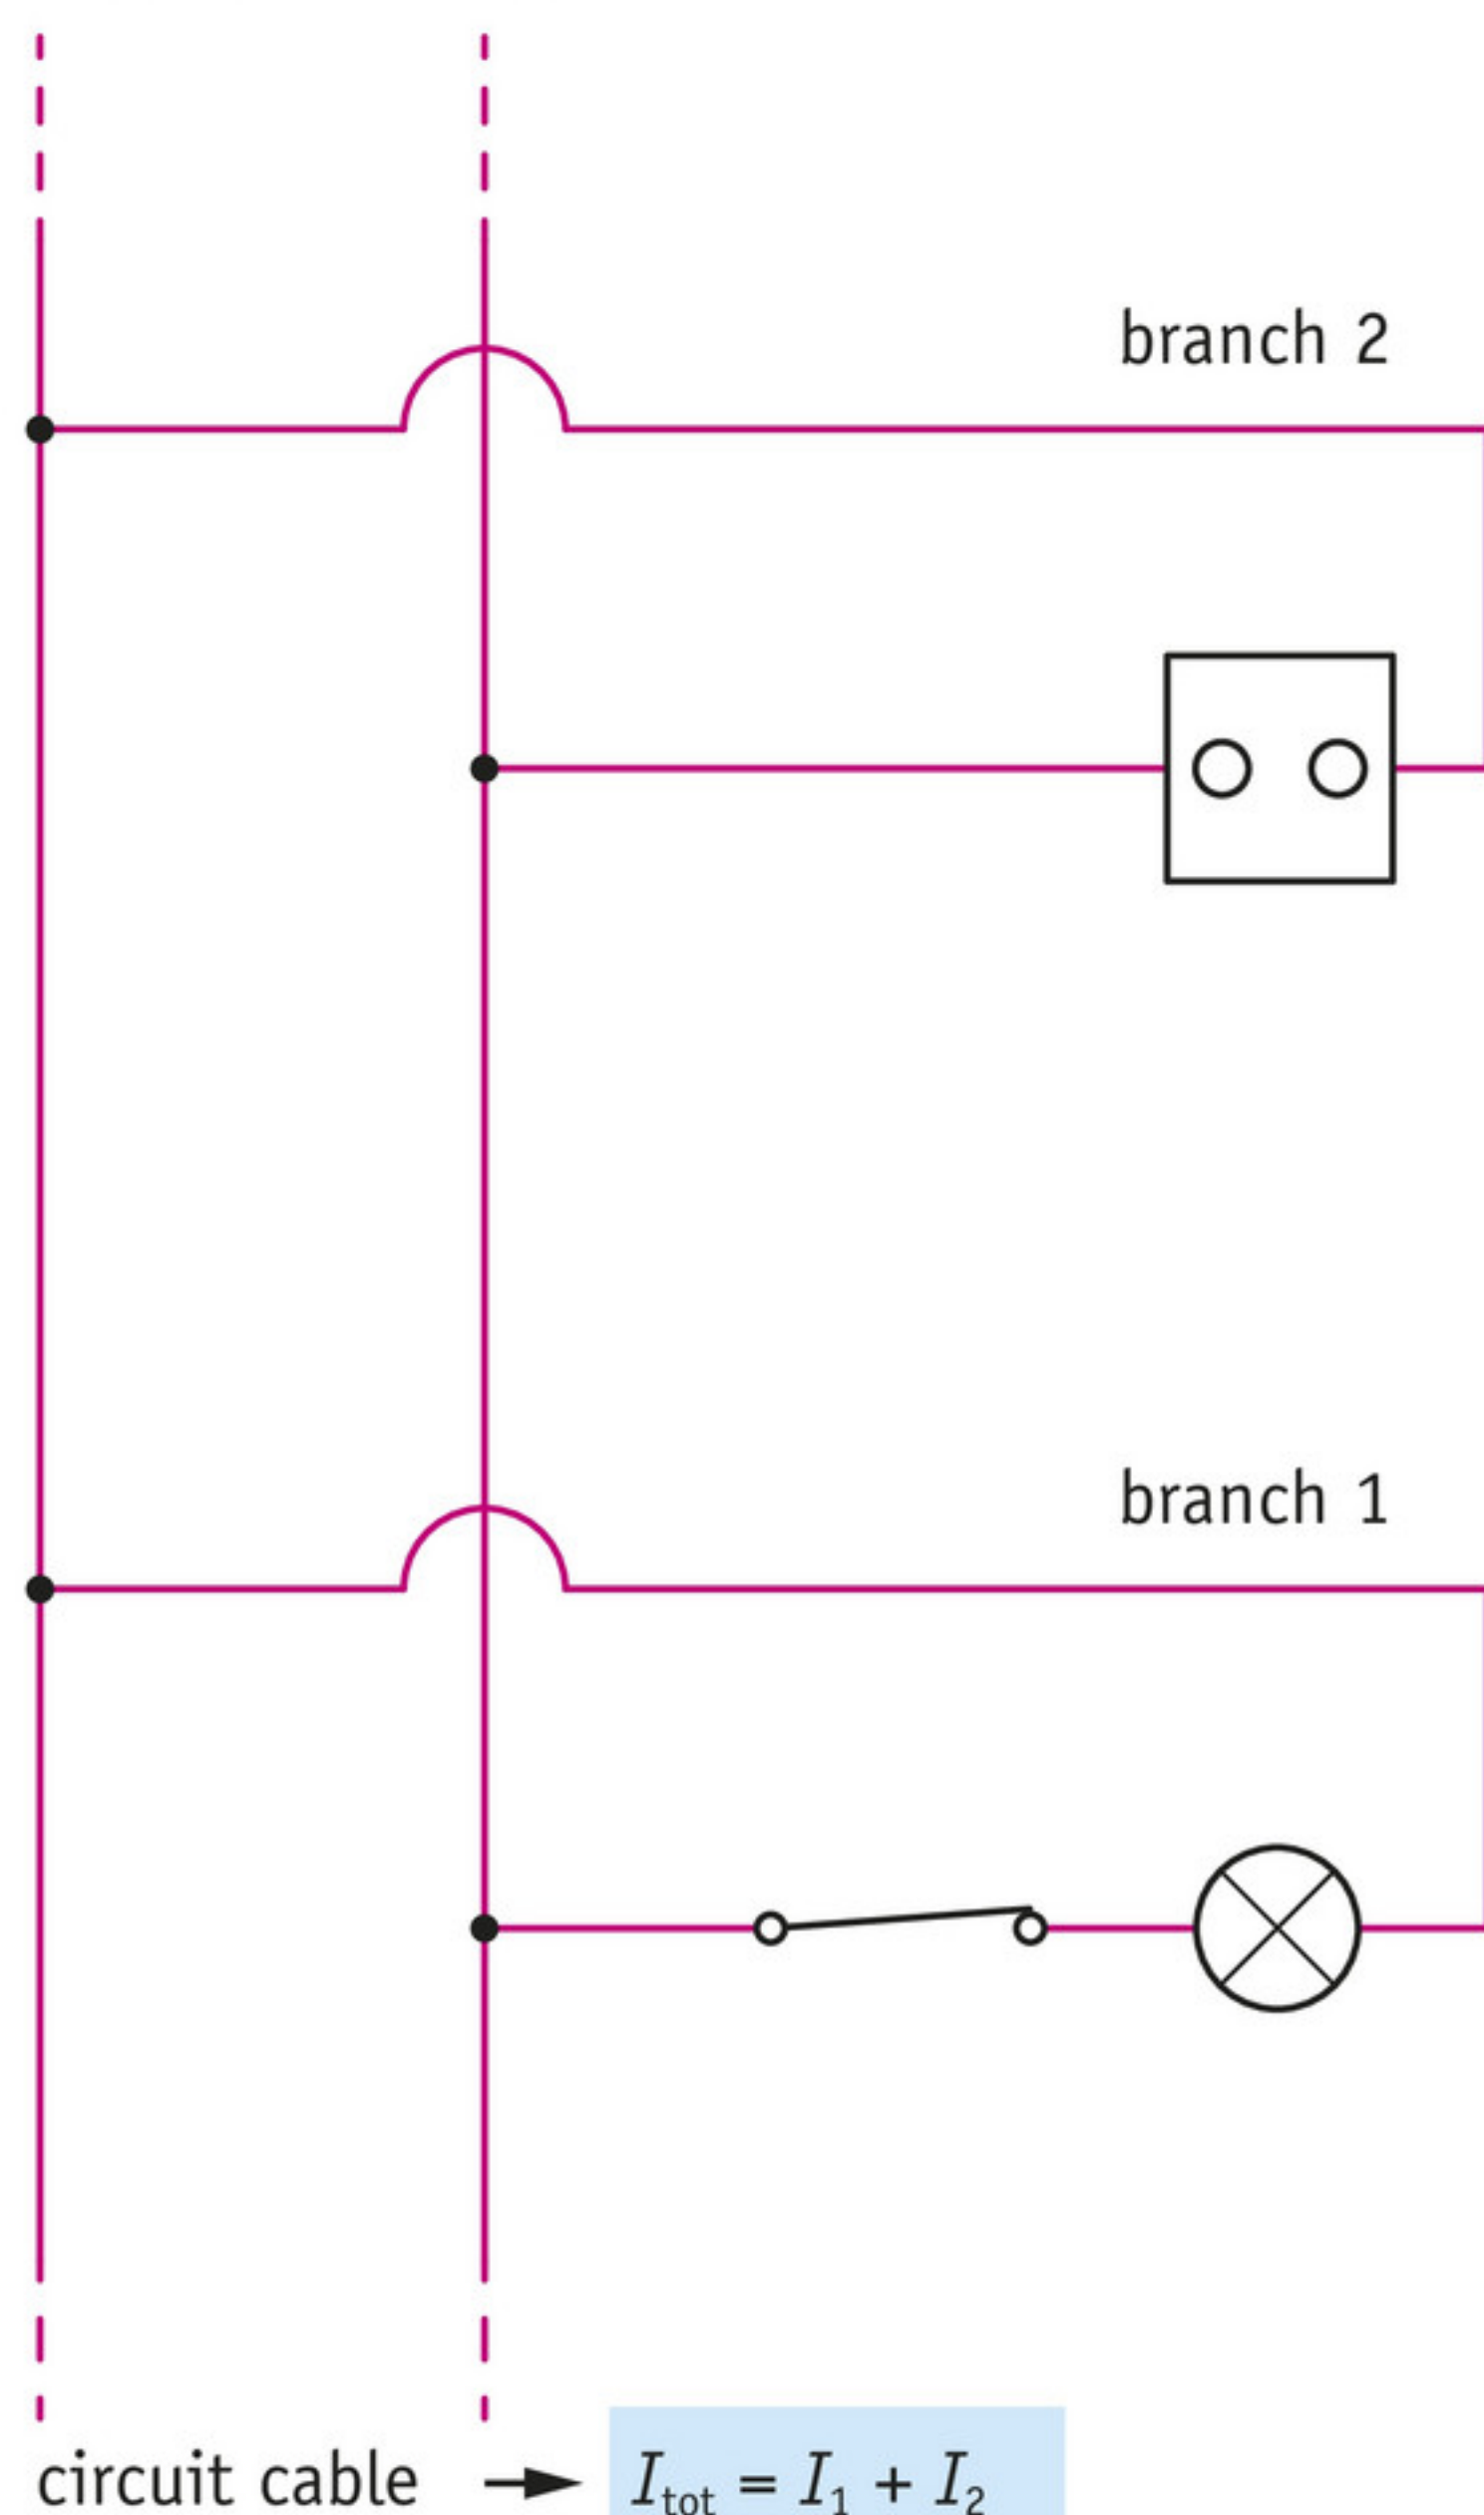 branch 2
branch 1
circuit cable → I_tot = I_1 + I_2